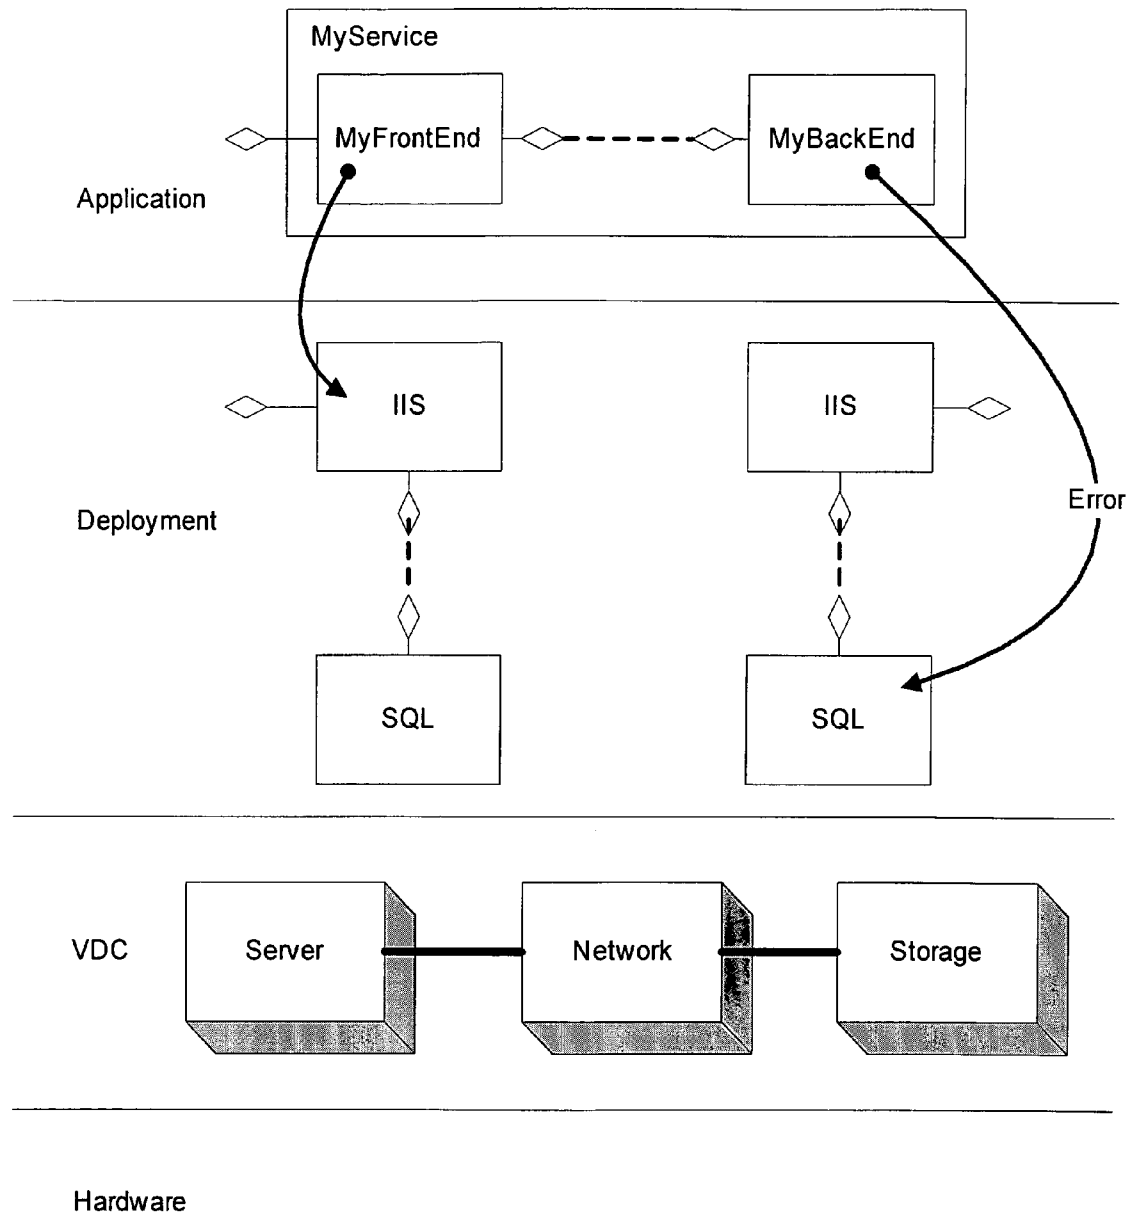 MyService
MyFrontEnd
MyBackEnd
Application
IIS
IIS
Error
Deployment
SQL
SQL
VDC
Server
Network
Storage
Hardware